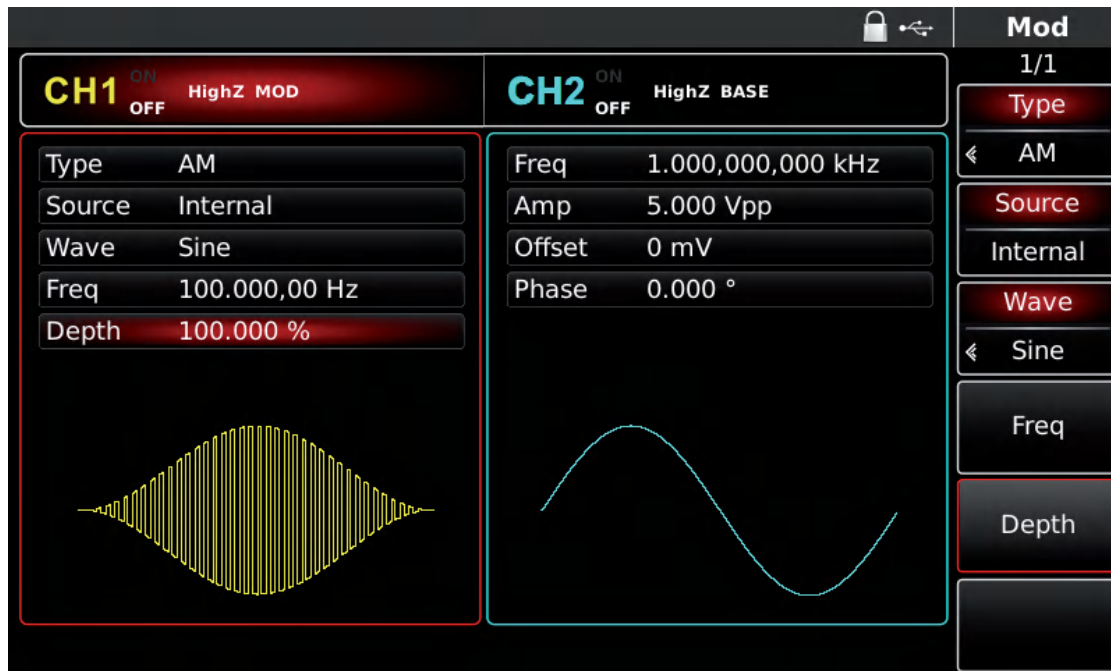 Mod
1/1
CH1 ON OFF HighZ MOD
CH2 ON OFF HighZ BASE
Type AM
Source Internal
Wave Sine
Freq 100.000,00 Hz
Depth 100.000 %
Freq 1.000,000,000 kHz
Amp 5.000 Vpp
Offset 0 mV
Phase 0.000 °
Type
AM
Source
Internal
Wave
Sine
Freq
Depth